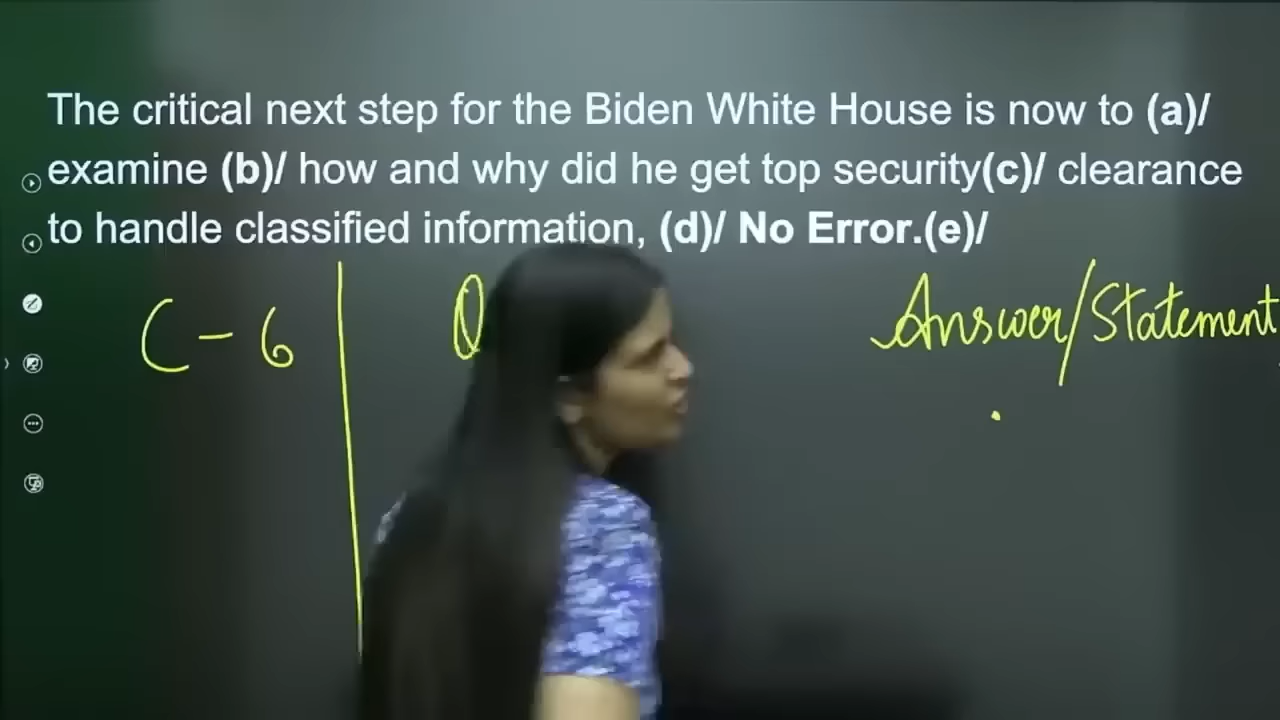 The critical next step for the Biden White House is now to (a)/
examine (b)/ how and why did he get top security(c)/ clearance
to handle classified information, (d)/ No Error.(e)/
C - 6
Answer/Statement